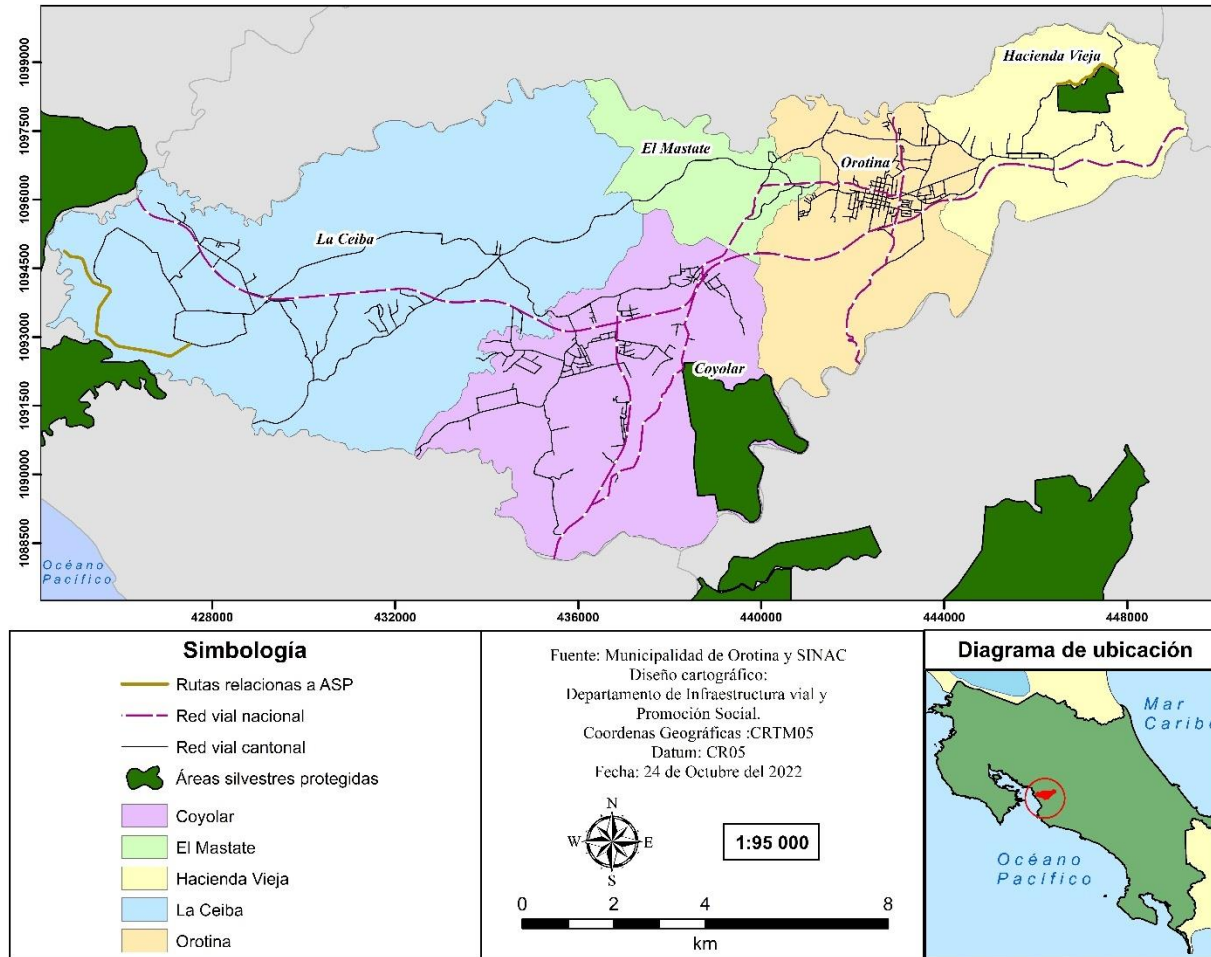 1099000
1097500
1096000
1094500
1093000
1091500
1090000
1088500
Hacienda Vieja
El Mastate
Orotina
La Ceiba
Coyolar
Océano
Pacífico
428000
432000
436000
440000
444000
448000
Simbología
Rutas relacionas a ASP
Red vial nacional
Red vial cantonal
Áreas silvestres protegidas
Coyolar
El Mastate
Hacienda Vieja
La Ceiba
Orotina
Fuente: Municipalidad de Orotina y SINAC
Diseño cartográfico:
Departamento de Infraestructura vial y
Promoción Social.
Coordenas Geográficas :CRTM05
Datum: CR05
Fecha: 24 de Octubre del 2022
N
W
E
S
1:95 000
0 2 4 8
km
Diagrama de ubicación
Mar
Caribe
Océano
Pacífico